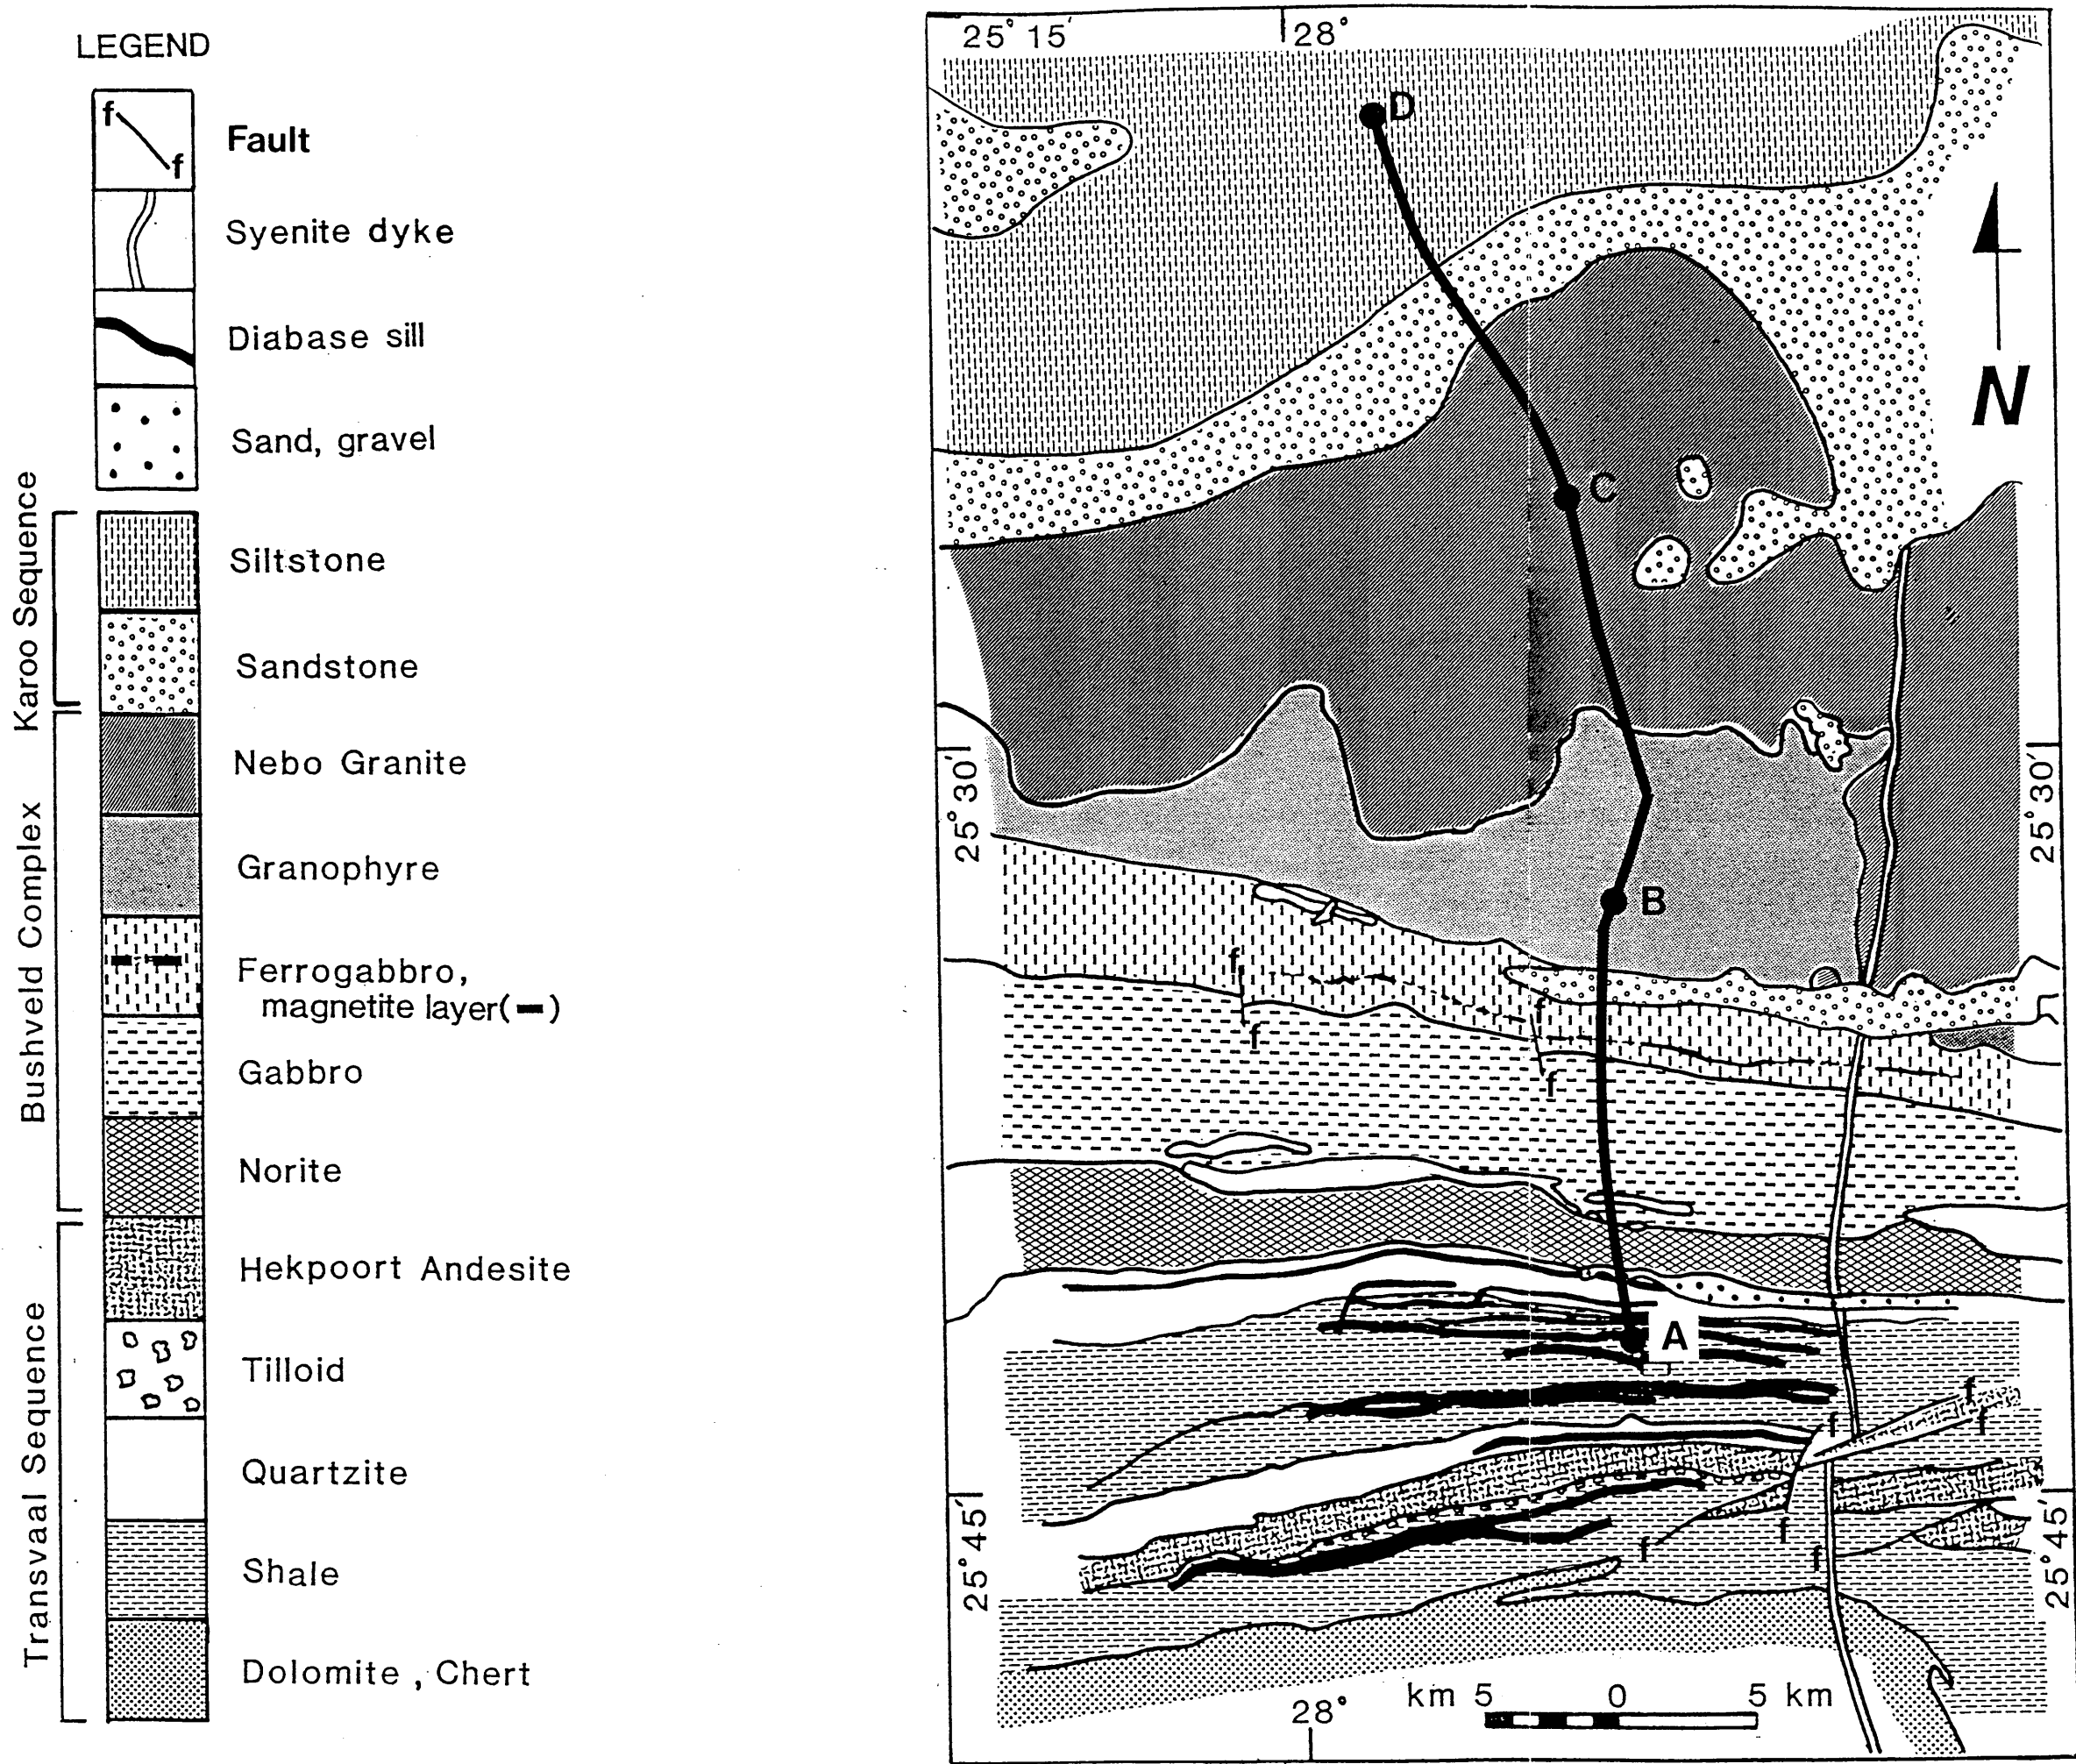 LEGEND
f
f
Fault
Syenite dyke
Diabase sill
Sand, gravel
Karoo Sequence
Siltstone
Sandstone
Bushveld Complex
Nebo Granite
Granophyre
Ferrogabbro,
magnetite layer(━)
Gabbro
Norite
Transvaal Sequence
Hekpoort Andesite
Tilloid
Quartzite
Shale
Dolomite, Chert
25° 15′
28°
D
N
C
25° 30′
25° 30′
B
f
f
f
f
A
f
f
f
f
f
f
25° 45′
25° 45′
km 5 0 5 km
28°